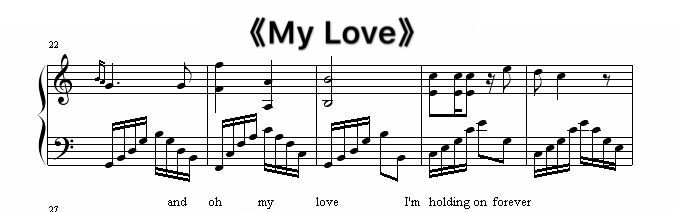 《My Love》
22
and oh my love I'm holding on forever
27